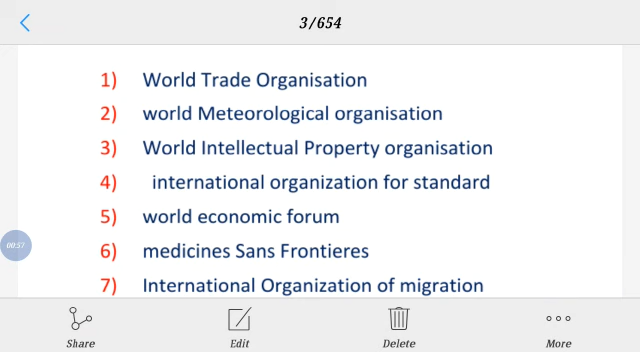 3/654
1) World Trade Organisation
2) world Meteorological organisation
3) World Intellectual Property organisation
4) international organization for standard
5) world economic forum
6) medicines Sans Frontieres
7) International Organization of migration
00:57
Share Edit Delete More